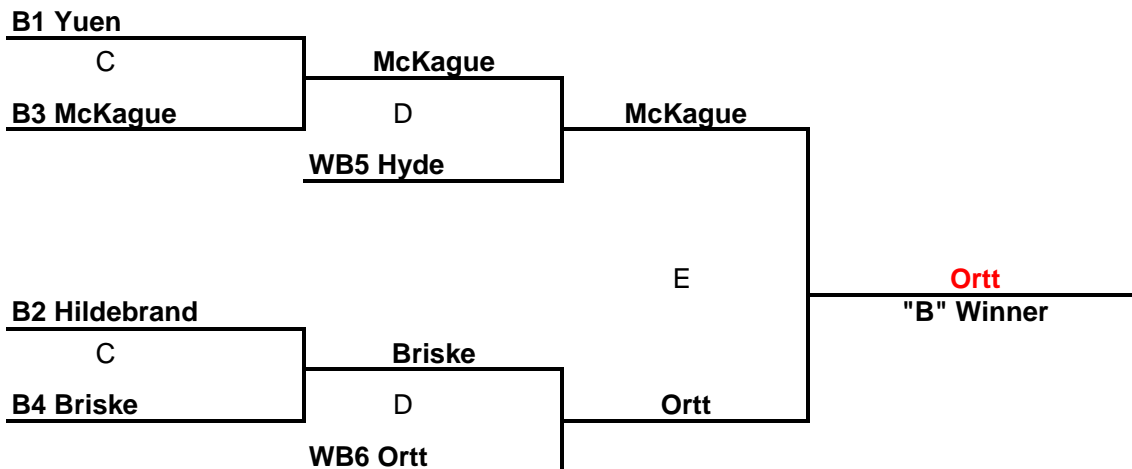 B1 Yuen
C
McKague
B3 McKague
D
McKague
WB5 Hyde
E
Ortt
B2 Hildebrand
"B" Winner
C
Briske
B4 Briske
D
Ortt
WB6 Ortt